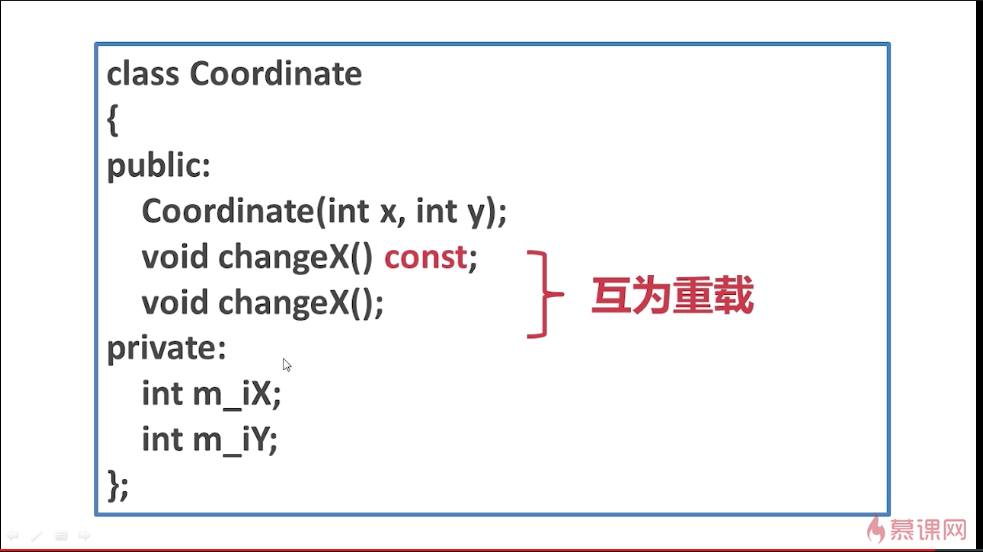 class Coordinate
{
public:
Coordinate(int x, int y);
void changeX() const;
void changeX();
互为重载
private:
int m_iX;
int m_iY;
};
慕课网